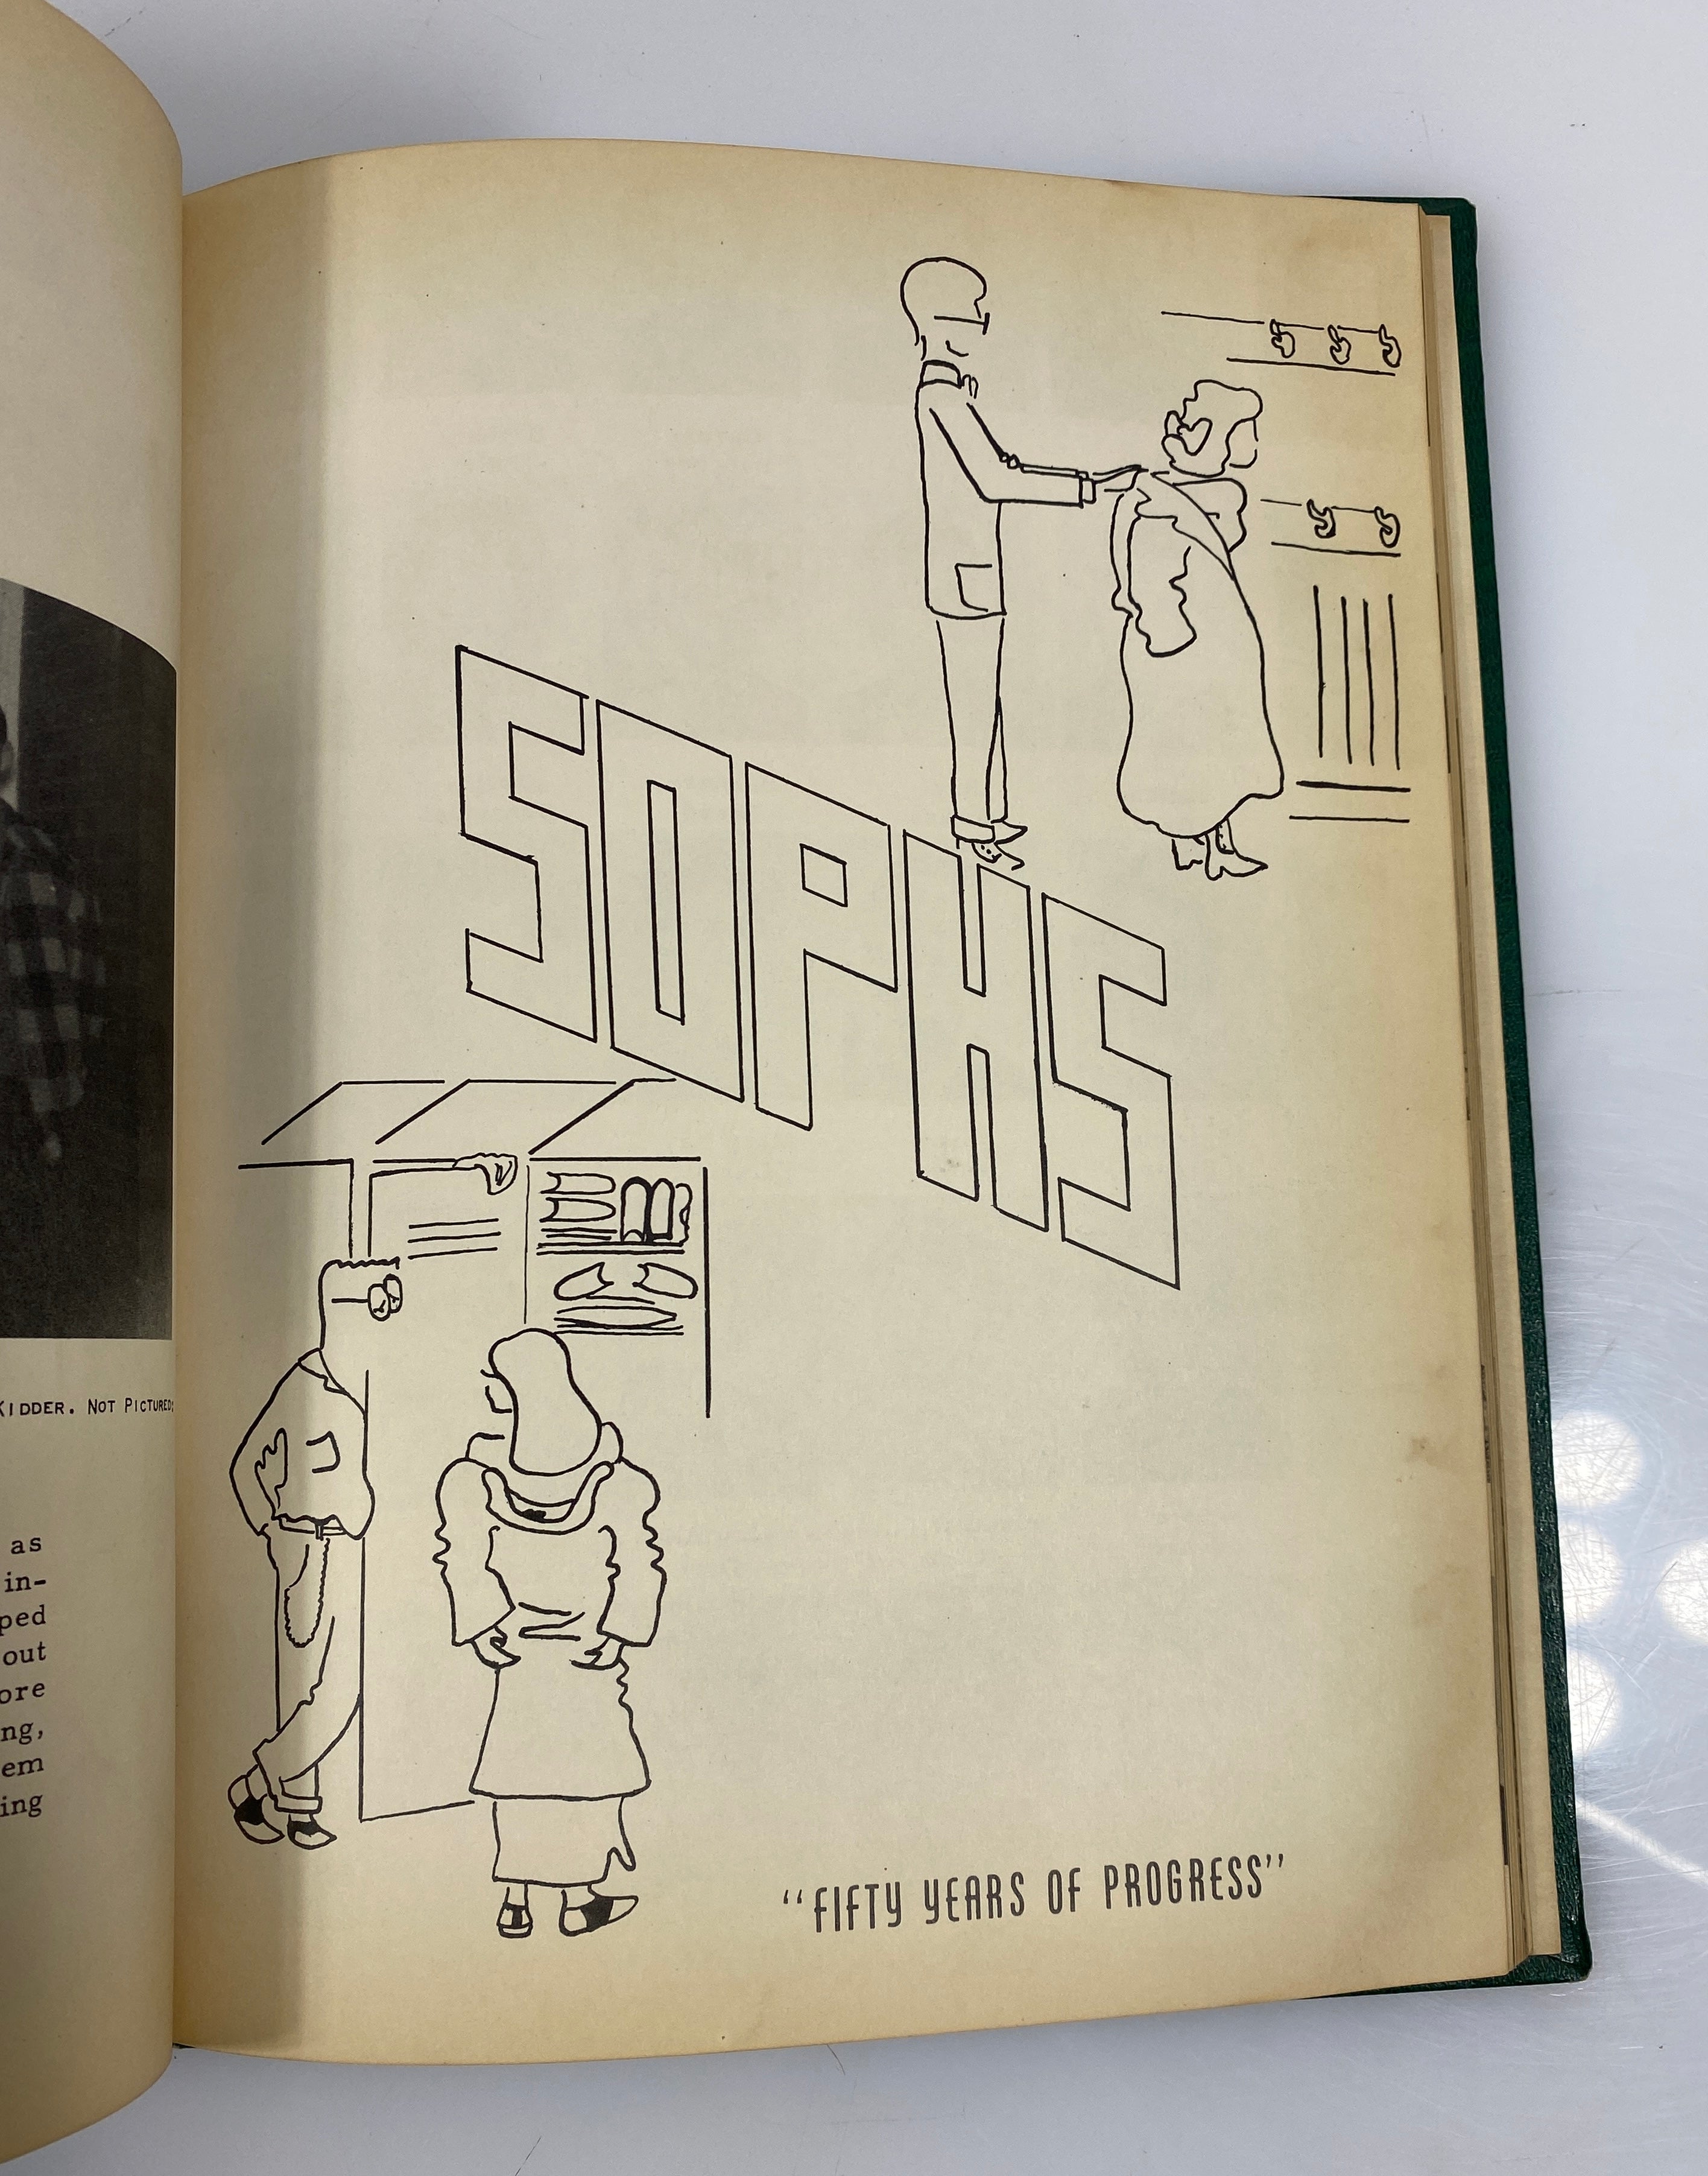 KIDDER. NOT PICTURED:
as
in-
ped
out
ore
ng,
em
ing
SOPHS
"FIFTY YEARS OF PROGRESS"